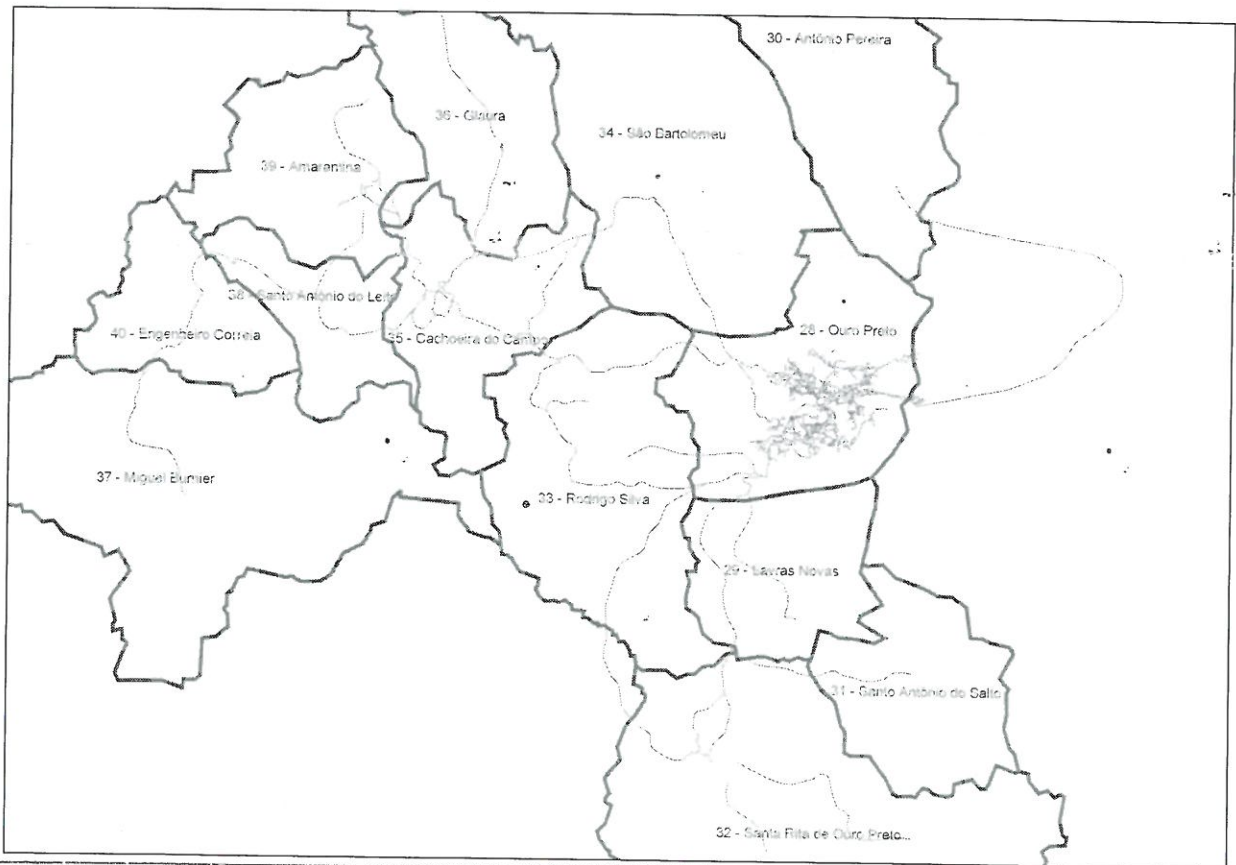 30 - Antônio Pereira
36 - Glaura
34 - São Bartolomeu
39 - Amarantina
38 - Santo Antônio do Leite
28 - Ouro Preto
40 - Engenheiro Correia
35 - Cachoeira do Campo
37 - Miguel Burnier
33 - Rodrigo Silva
29 - Lavras Novas
31 - Santo Antônio do Salto
32 - Santa Rita de Ouro Preto...